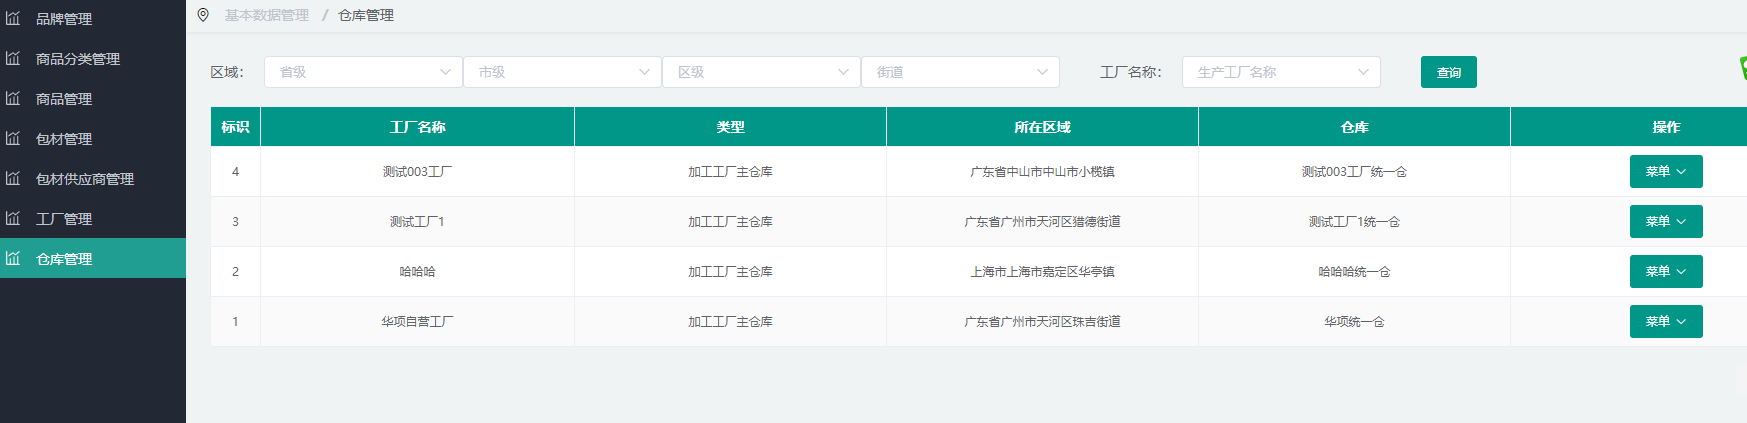 品牌管理
商品分类管理
商品管理
包材管理
包材供应商管理
工厂管理
仓库管理
基本数据管理 / 仓库管理
区域： 省级 市级 区级 街道 工厂名称： 生产工厂名称 查询
标识 工厂名称 类型 所在区域 仓库 操作
4 测试003工厂 加工工厂主仓库 广东省中山市中山市小榄镇 测试003工厂统一仓 菜单
3 测试工厂1 加工工厂主仓库 广东省广州市天河区猎德街道 测试工厂1统一仓 菜单
2 哈哈哈 加工工厂主仓库 上海市上海市嘉定区华亭镇 哈哈哈统一仓 菜单
1 华项自营工厂 加工工厂主仓库 广东省广州市天河区珠吉街道 华项统一仓 菜单